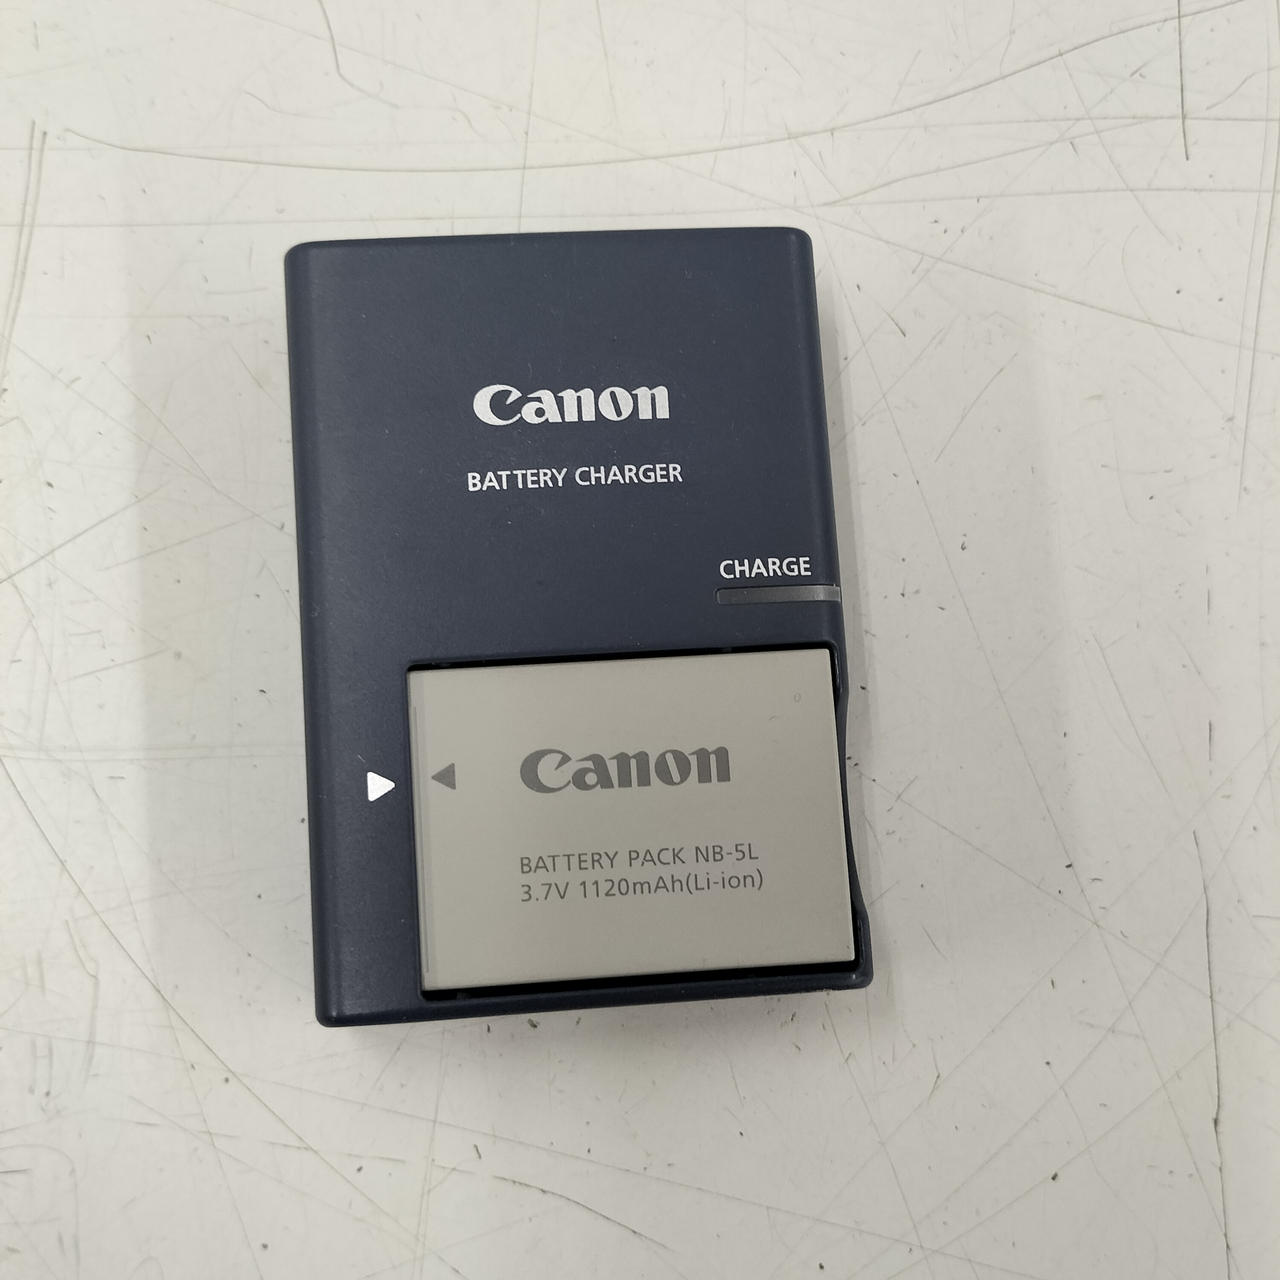 Canon
BATTERY CHARGER
CHARGE
Canon
BATTERY PACK NB-5L
3.7V 1120mAh(Li-ion)